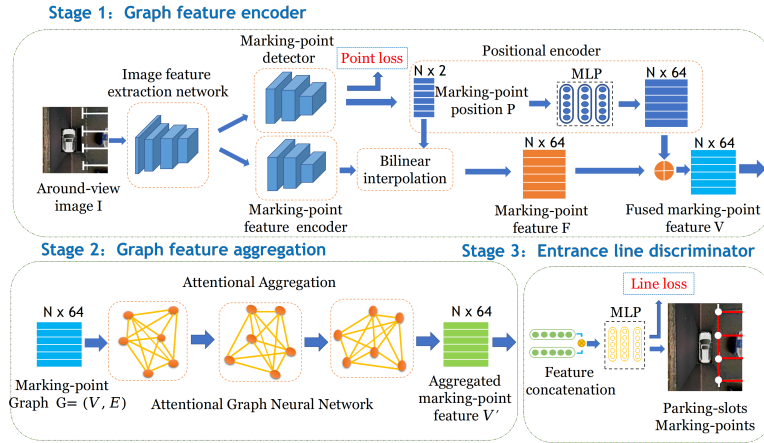 Stage 1: Graph feature encoder
Marking-point
detector
Point loss
Image feature
extraction network
N x 2
Positional encoder
Marking-point
position P
MLP
N x 64
Around-view
image I
Marking-point
feature encoder
Bilinear
interpolation
N x 64
Marking-point
feature F
N x 64
Fused marking-point
feature V
Stage 2: Graph feature aggregation
Attentional Aggregation
N x 64
Marking-point
Graph G= (V, E)
Attentional Graph Neural Network
N x 64
Aggregated
marking-point
feature V′
Stage 3: Entrance line discriminator
Line loss
MLP
Feature
concatenation
Parking-slots
Marking-points